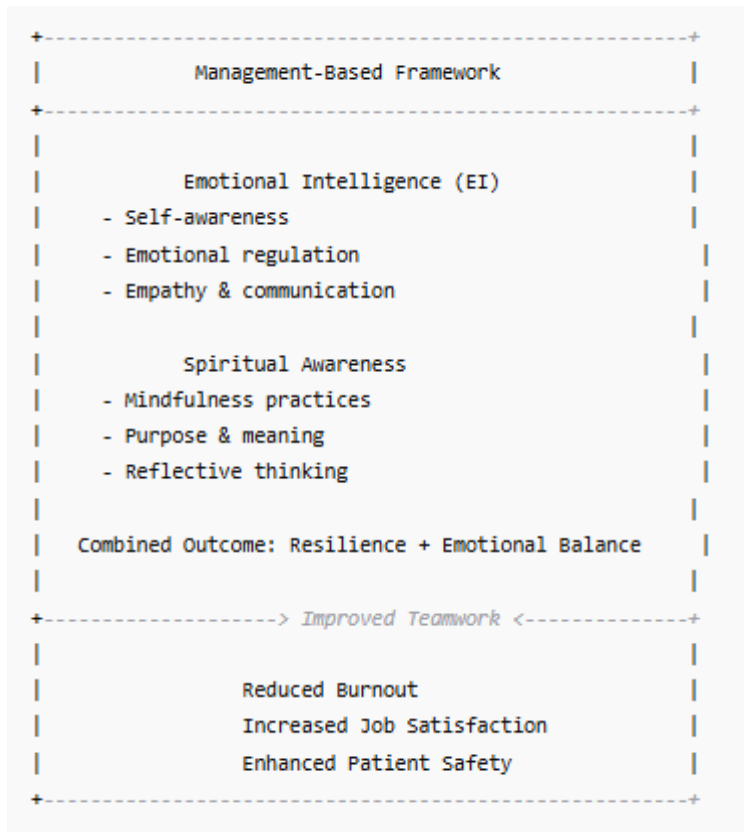 Management-Based Framework
Emotional Intelligence (EI)
- Self-awareness
- Emotional regulation
- Empathy & communication
Spiritual Awareness
- Mindfulness practices
- Purpose & meaning
- Reflective thinking
Combined Outcome: Resilience + Emotional Balance
> Improved Teamwork <
Reduced Burnout
Increased Job Satisfaction
Enhanced Patient Safety